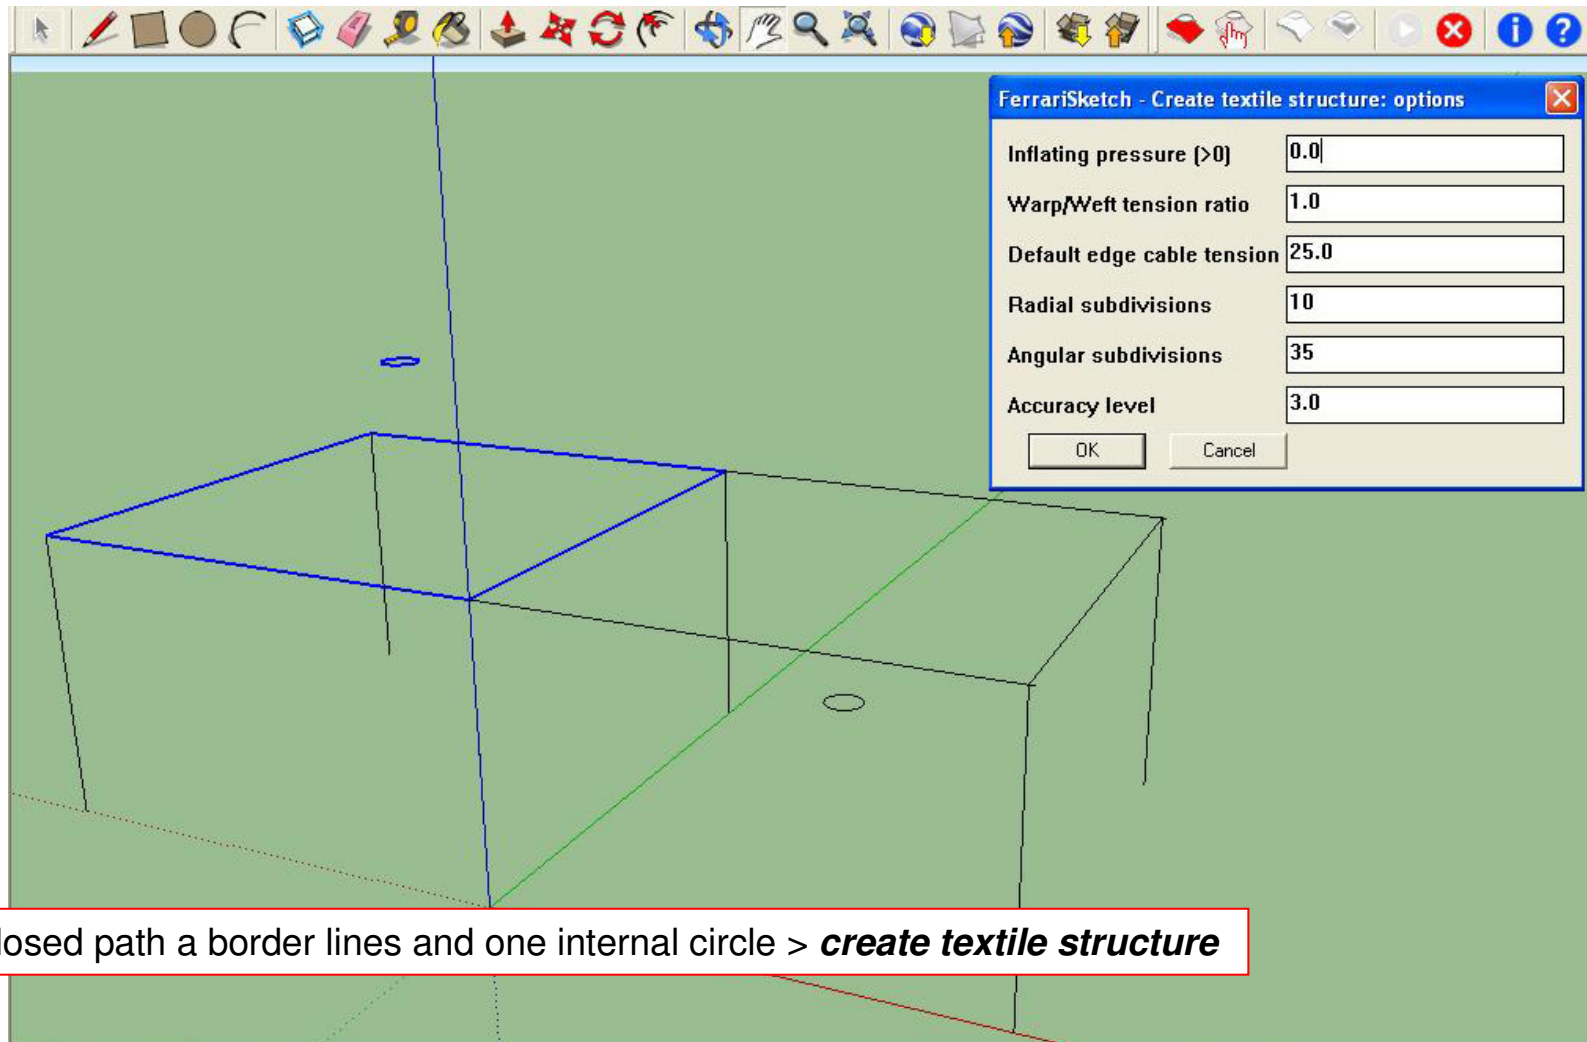 FerrariSketch - Create textile structure: options
Inflating pressure (>0) 0.0
Warp/Weft tension ratio 1.0
Default edge cable tension 25.0
Radial subdivisions 10
Angular subdivisions 35
Accuracy level 3.0
OK Cancel
losed path a border lines and one internal circle > create textile structure